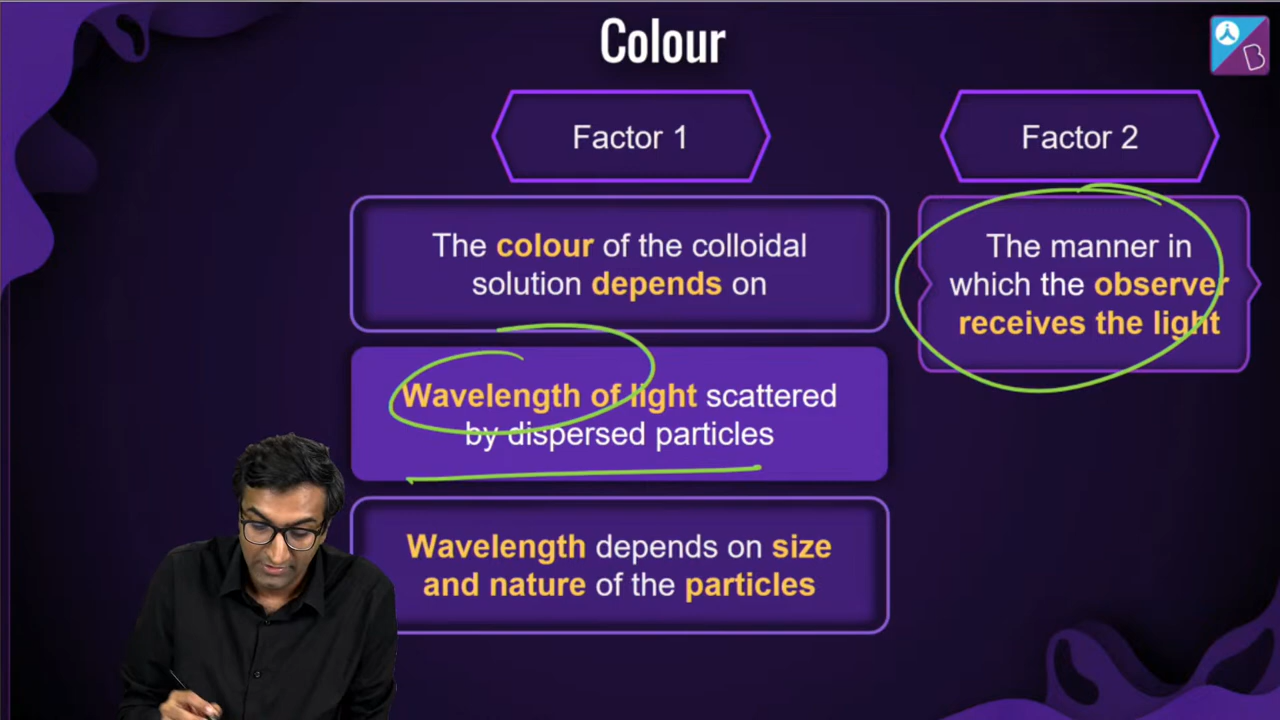 Colour
Factor 1
The colour of the colloidal
solution depends on
Wavelength of light scattered
by dispersed particles
Wavelength depends on size
and nature of the particles
Factor 2
The manner in
which the observer
receives the light
B